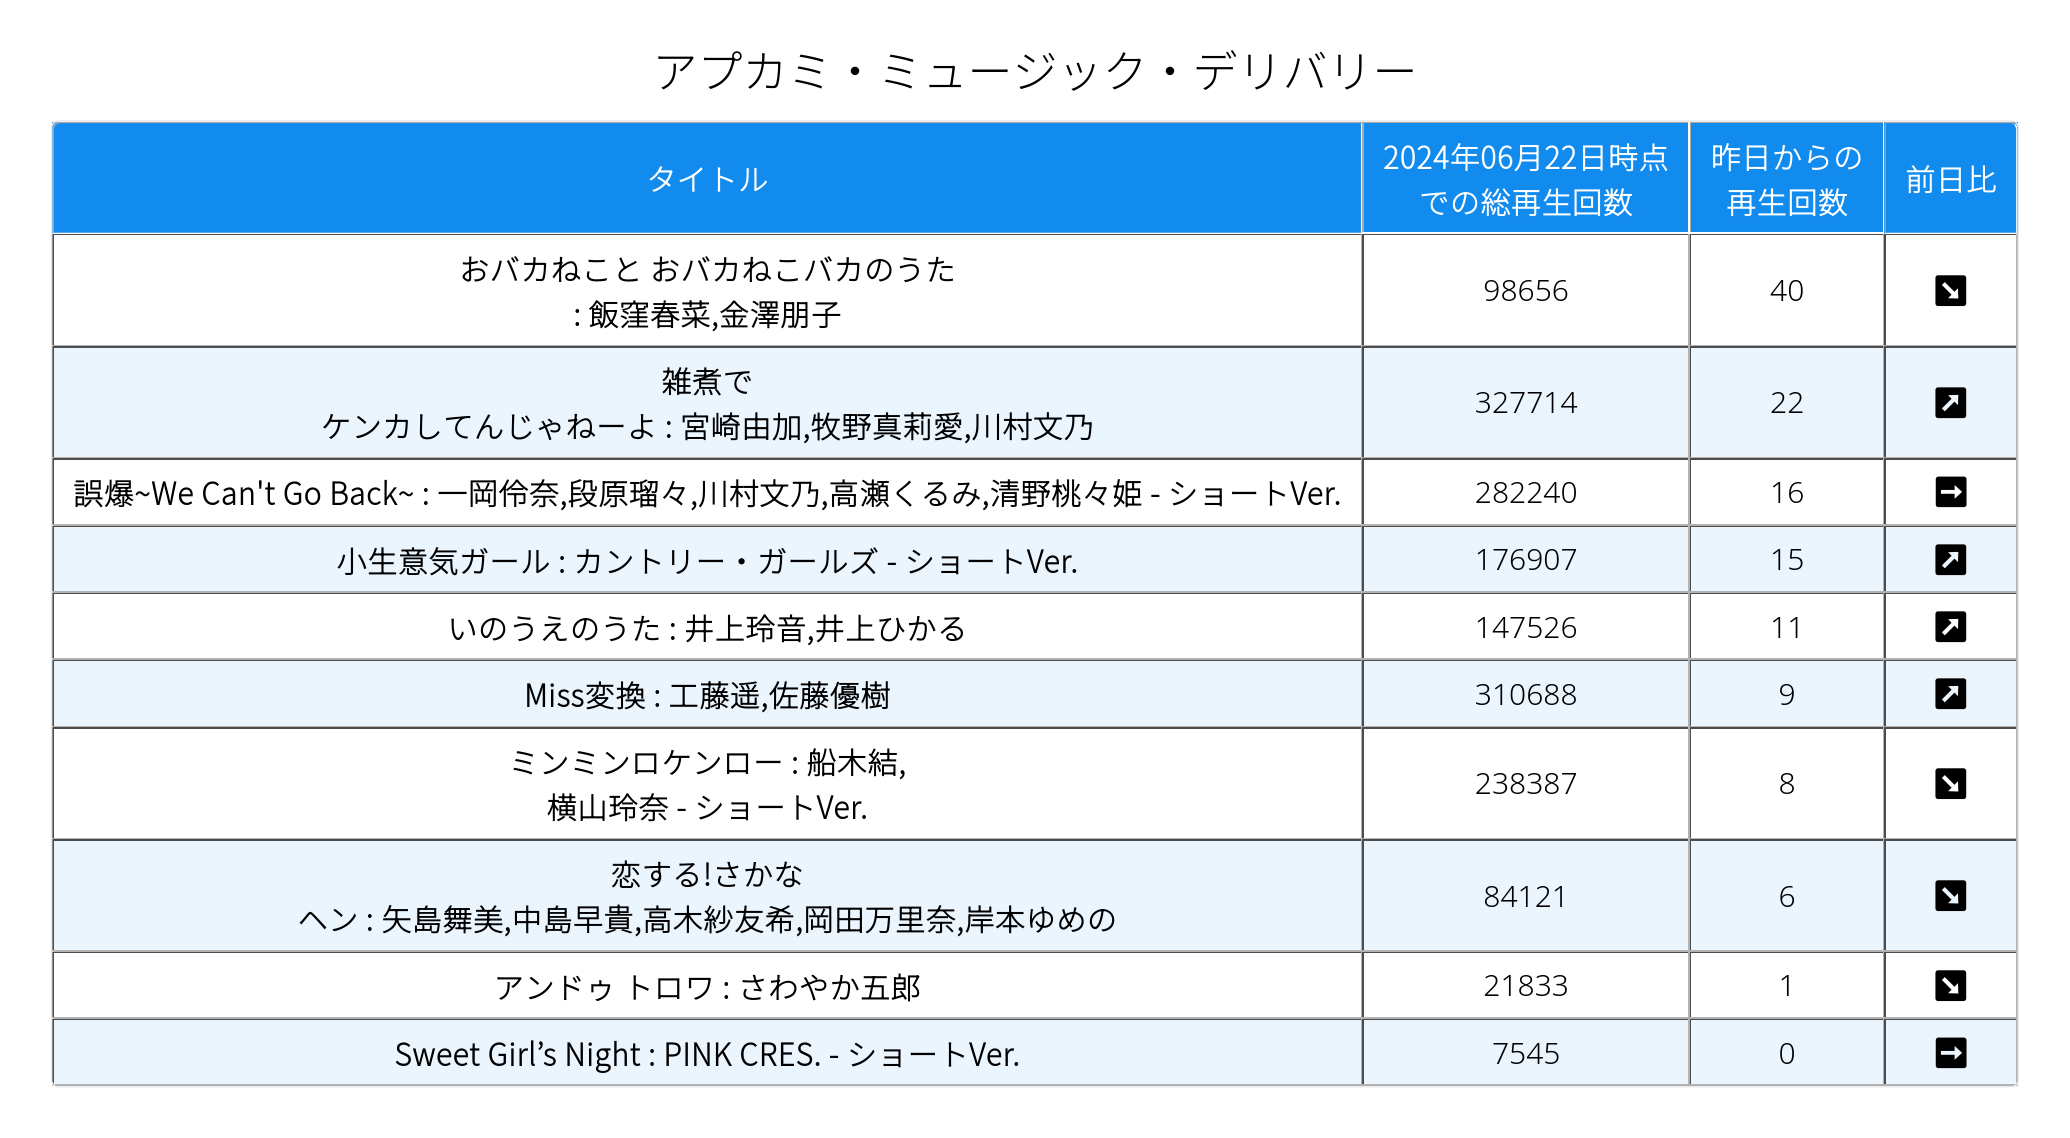 アプカミ・ミュージック・デリバリー
タイトル
2024年06月22日時点
での総再生回数
昨日からの
再生回数
前日比
おバカねこと おバカねこバカのうた
: 飯窪春菜,金澤朋子
98656
40
雑煮で
ケンカしてんじゃねーよ : 宮崎由加,牧野真莉愛,川村文乃
327714
22
誤爆~We Can't Go Back~ : 一岡伶奈,段原瑠々,川村文乃,高瀬くるみ,清野桃々姫 - ショートVer.
282240
16
小生意気ガール : カントリー・ガールズ - ショートVer.
176907
15
いのうえのうた : 井上玲音,井上ひかる
147526
11
Miss変換 : 工藤遥,佐藤優樹
310688
9
ミンミンロケンロー : 船木結,
横山玲奈 - ショートVer.
238387
8
恋する!さかな
ヘン : 矢島舞美,中島早貴,高木紗友希,岡田万里奈,岸本ゆめの
84121
6
アンドゥ トロワ : さわやか五郎
21833
1
Sweet Girl’s Night : PINK CRES. - ショートVer.
7545
0